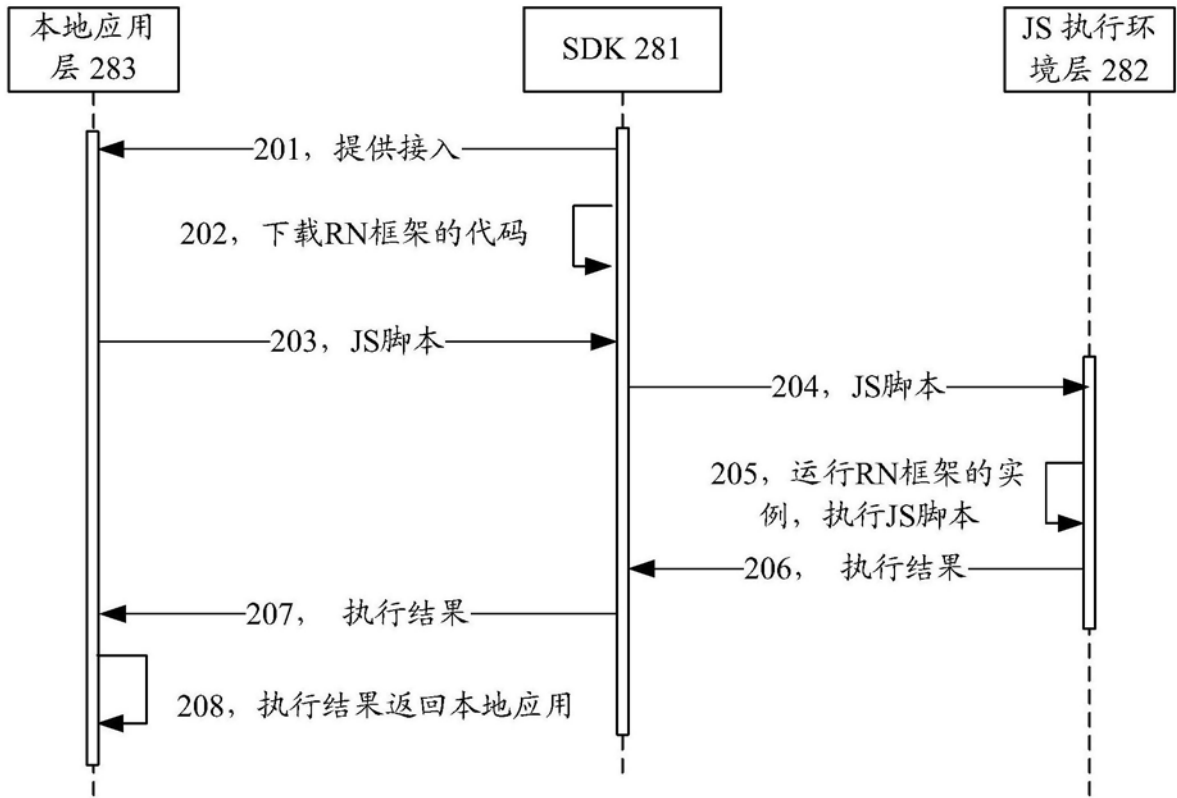 本地应用
层 283
SDK 281
JS 执行环
境层 282
201，提供接入
202，下载RN框架的代码
203，JS脚本
204，JS脚本
205，运行RN框架的实
例，执行JS脚本
206， 执行结果
207， 执行结果
208，执行结果返回本地应用